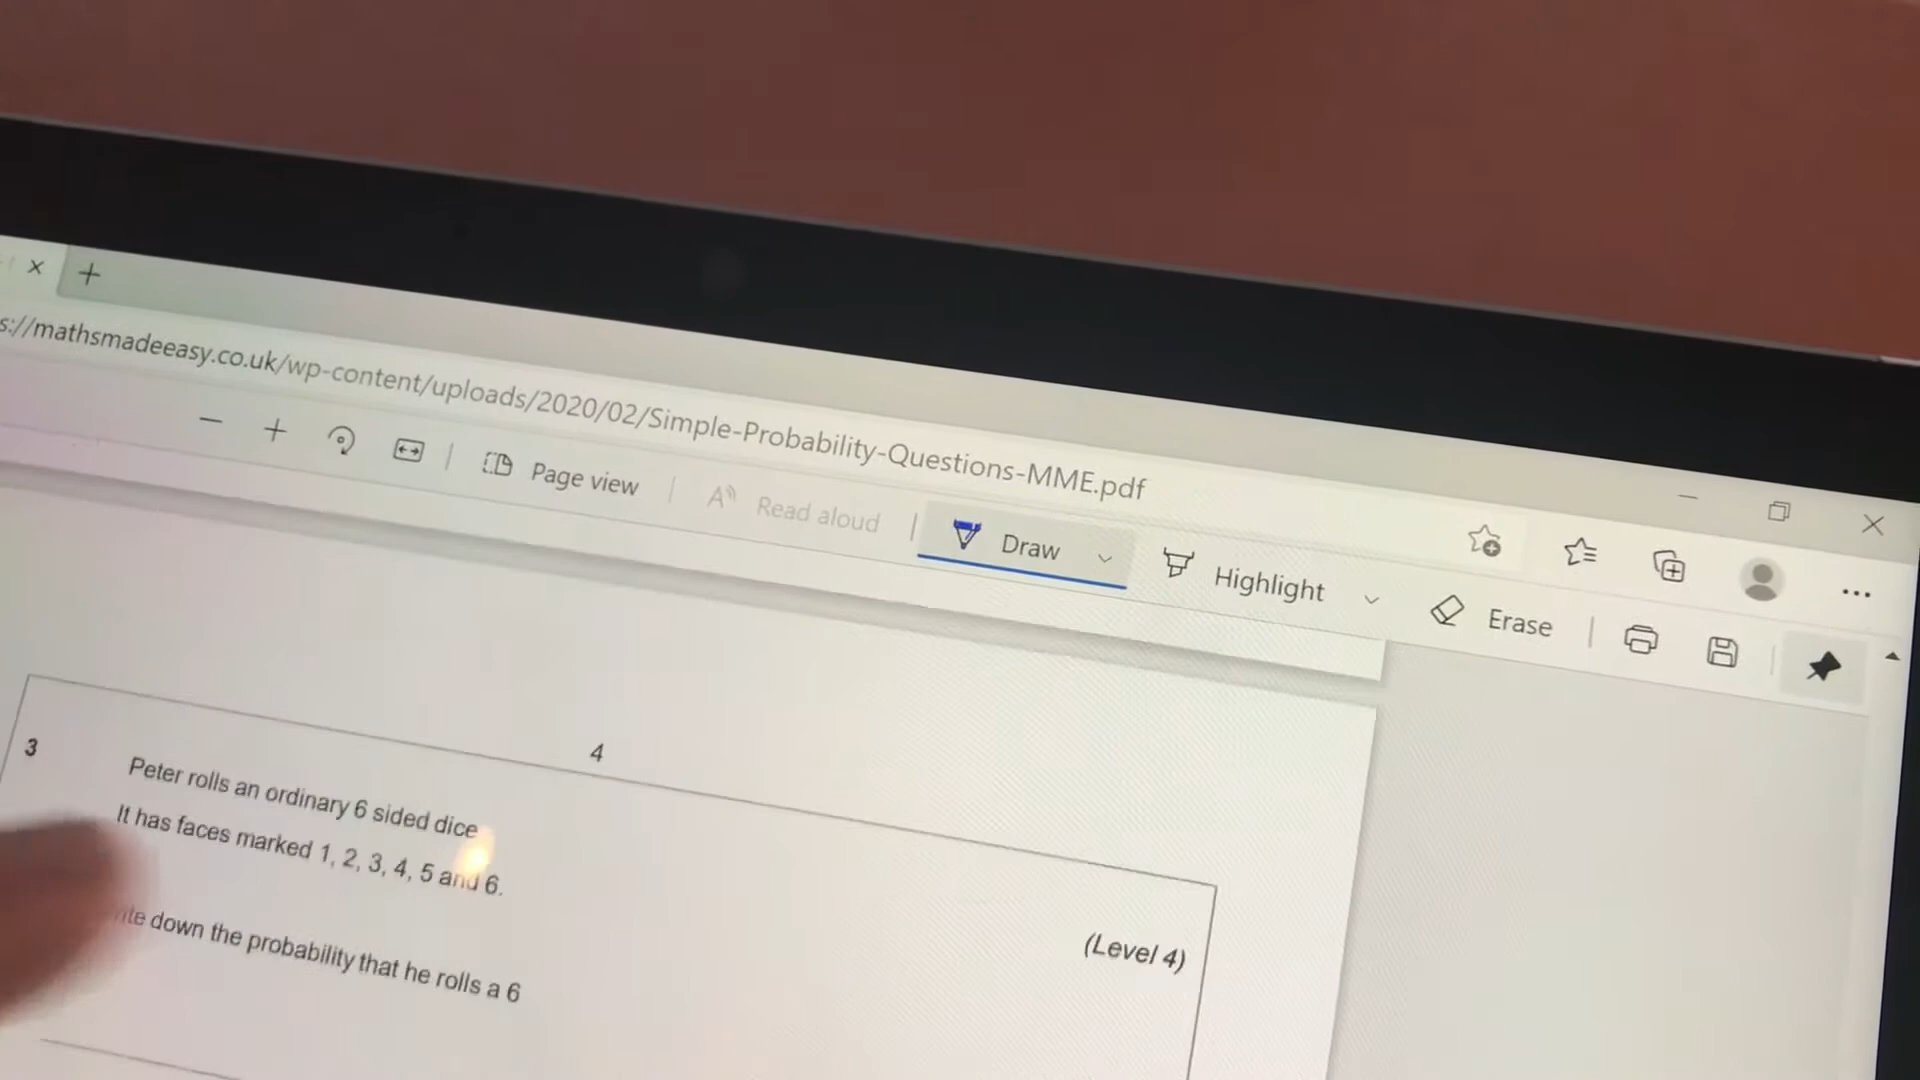 s://mathsmadeeasy.co.uk/wp-content/uploads/2020/02/Simple-Probability-Questions-MME.pdf
Page view
Read aloud
Draw
Highlight
Erase
4
3
Peter rolls an ordinary 6 sided dice
It has faces marked 1, 2, 3, 4, 5 and 6.
(Level 4)
down the probability that he rolls a 6